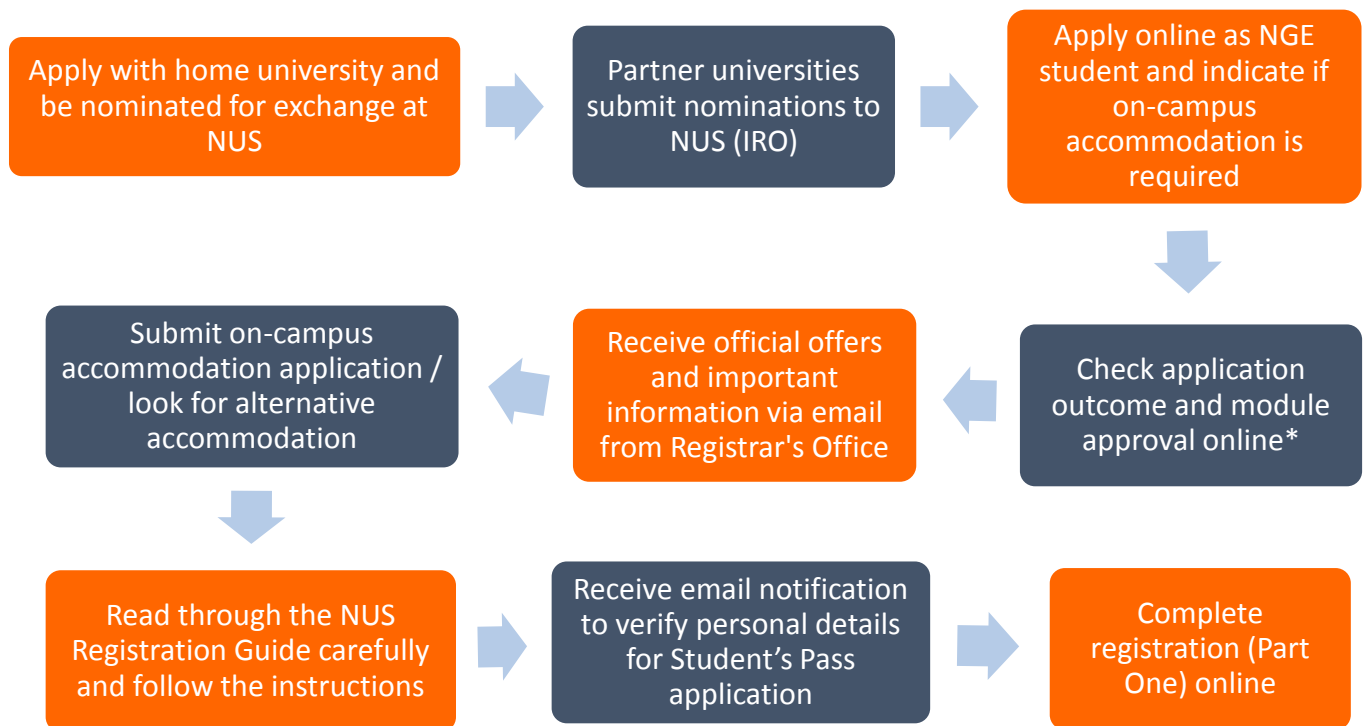 Apply with home university and
be nominated for exchange at
NUS
Partner universities
submit nominations to
NUS (IRO)
Apply online as NGE
student and indicate if
on-campus
accommodation is
required
Check application
outcome and module
approval online*
Receive official offers
and important
information via email
from Registrar's Office
Submit on-campus
accommodation application /
look for alternative
accommodation
Read through the NUS
Registration Guide carefully
and follow the instructions
Receive email notification
to verify personal details
for Student’s Pass
application
Complete
registration (Part
One) online